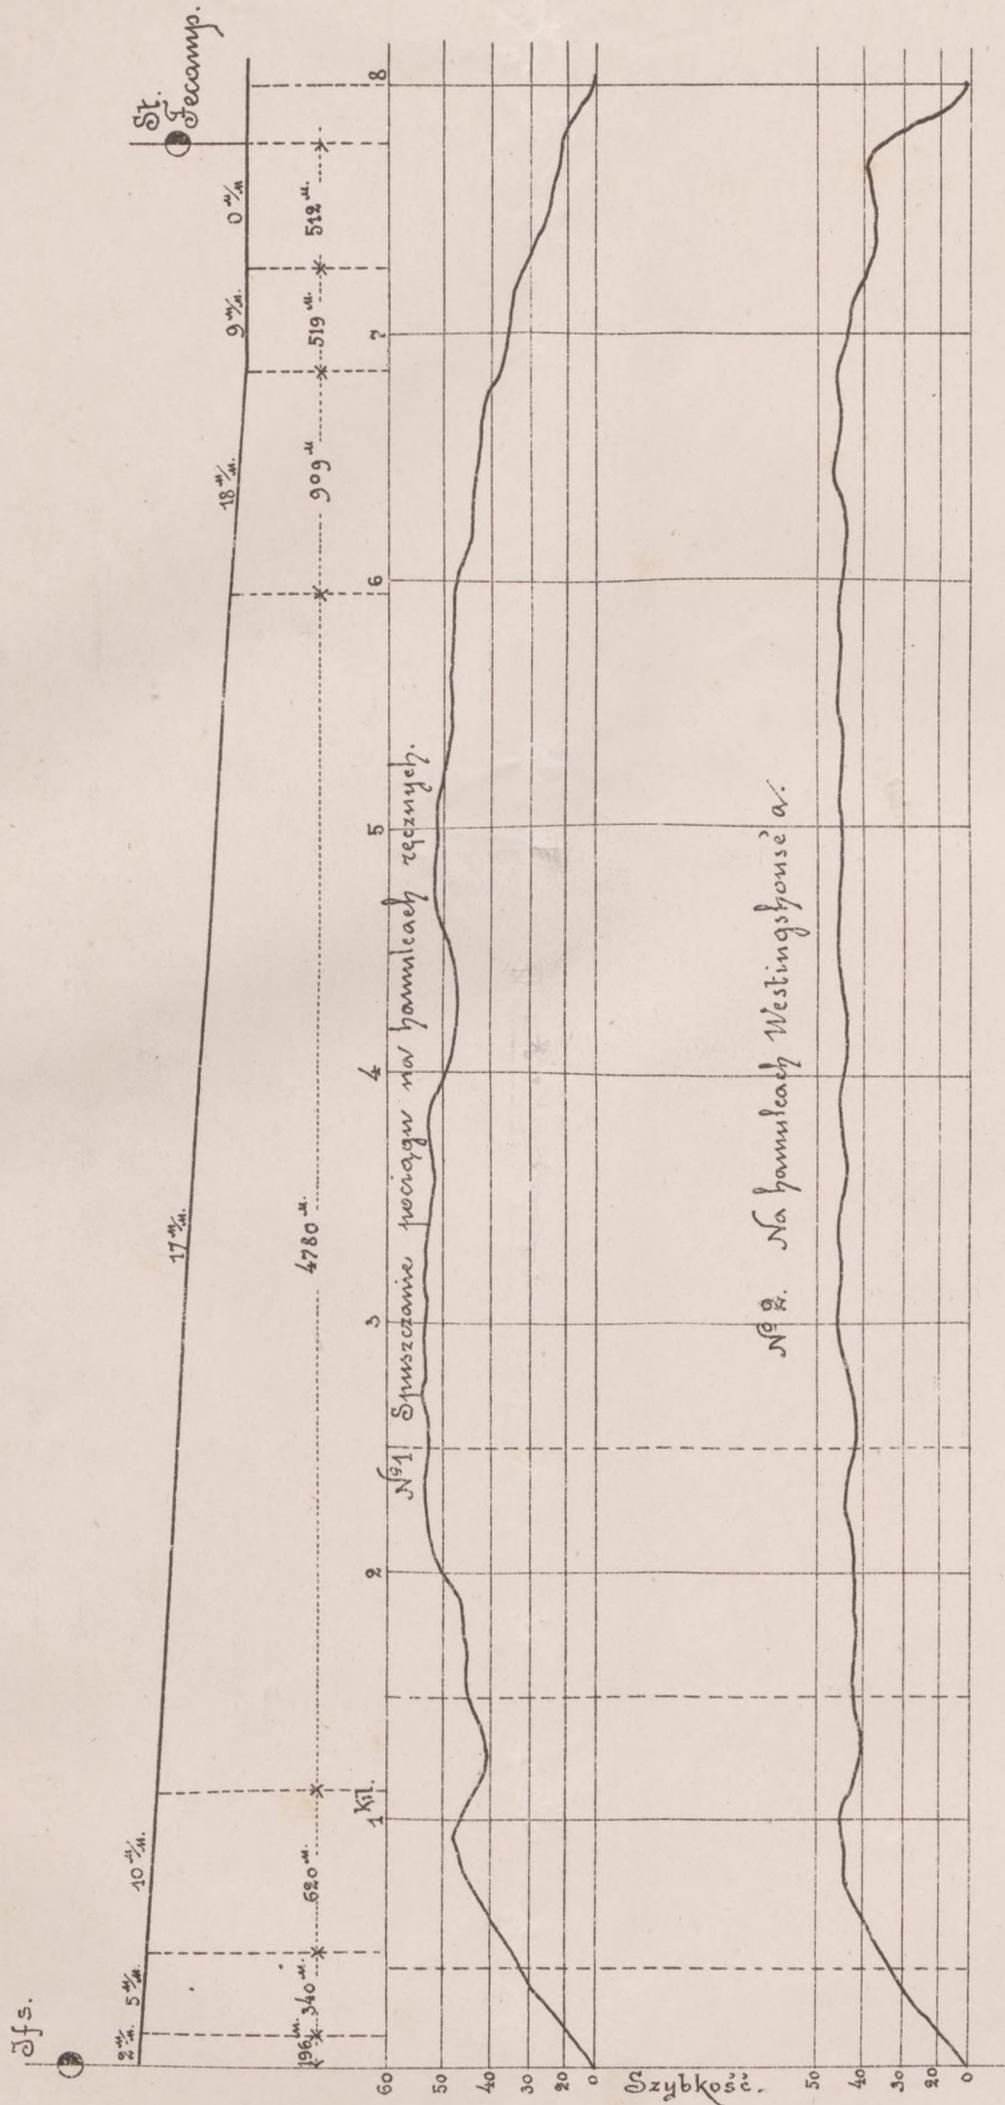 Ifs.
St.
Fecamp.
2 m/m. 5 m/m. 10 m/m. 17 m/m. 18 m/m. 9 m/m. 0 m/m
196 m. 340 m. 620 m. 4780 m. 909 m 519 m. 512 m.
1 Kil. 2 3 4 5 6 7 8
No 1 Spuszczanie pociągu na hamulcach ręcznych.
60 50 40 30 20 0
Szybkość.
No 2. Na hamulcach Westingshouse'a.
50 40 30 20 0